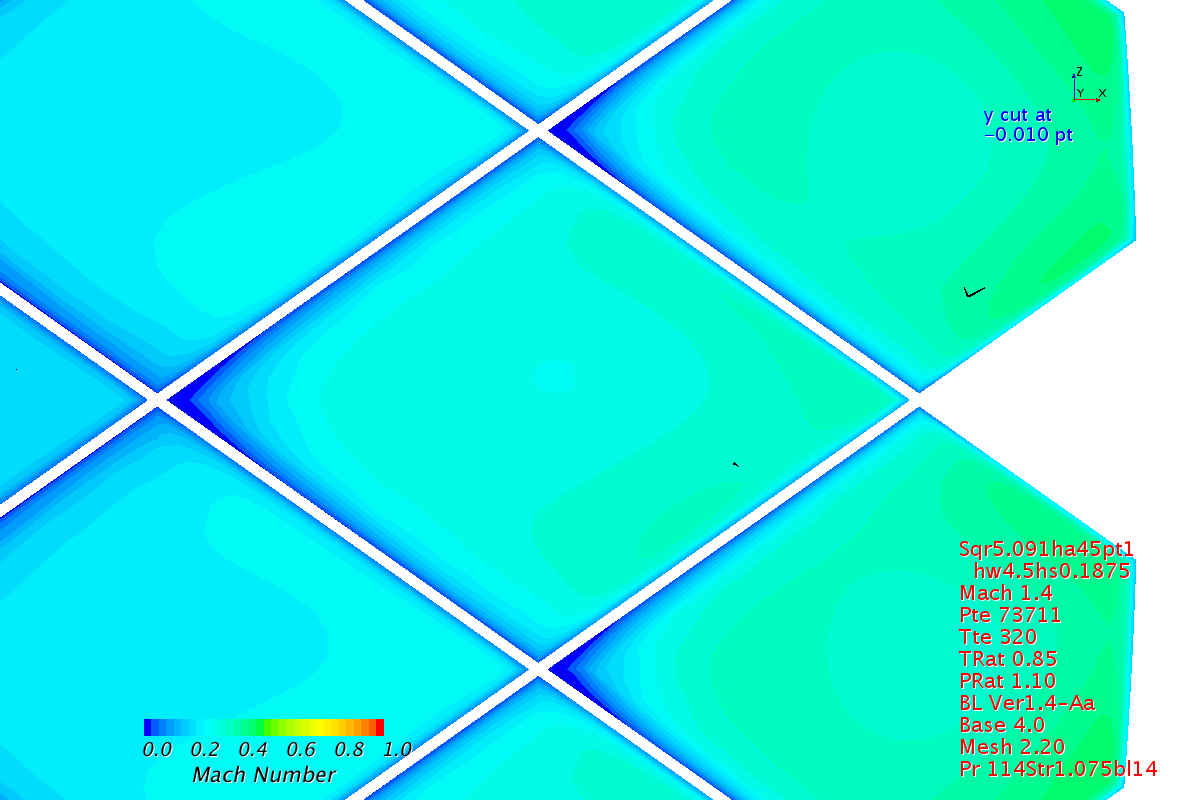 Z
Y X
y cut at
-0.010 pt
Sqr5.091ha45pt1
hw4.5hs0.1875
Mach 1.4
Pte 73711
Tte 320
TRat 0.85
PRat 1.10
BL Ver1.4-Aa
Base 4.0
Mesh 2.20
Pr 114Str1.075bl14
0.0 0.2 0.4 0.6 0.8 1.0
Mach Number